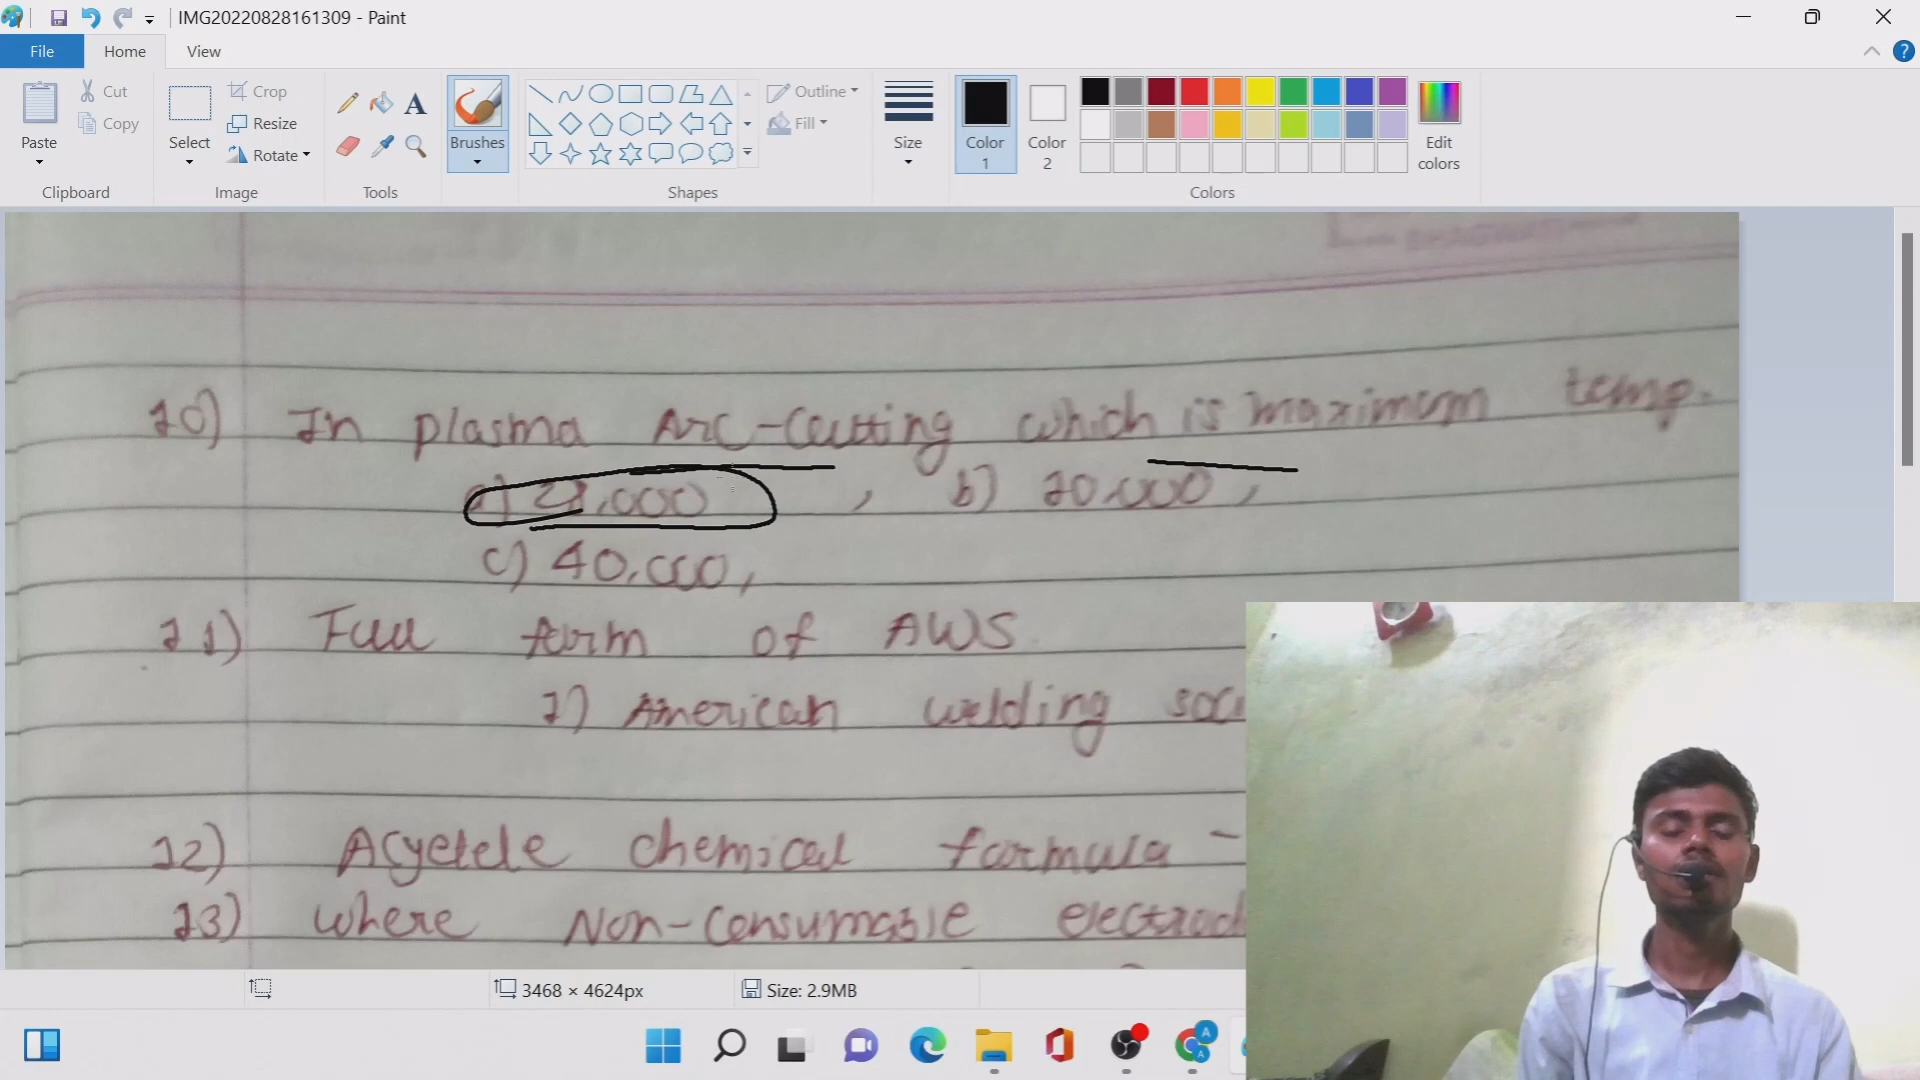 IMG20220828161309 - Paint
File Home View
Paste
Cut
Copy
Clipboard
Select
Crop
Resize
Rotate
Image
Tools
Brushes
Shapes
Outline
Fill
Size
Color 1
Color 2
Edit colors
Colors
10) In plasma Arc-Cutting which is maximum temp.
a) 21,000 , b) 20.000 ,
c) 40.000,
11) Full form of AWS
1) American welding soci
12) Acyetele chemical formula -
13) where Non-Consumable electrod
3468 × 4624px
Size: 2.9MB